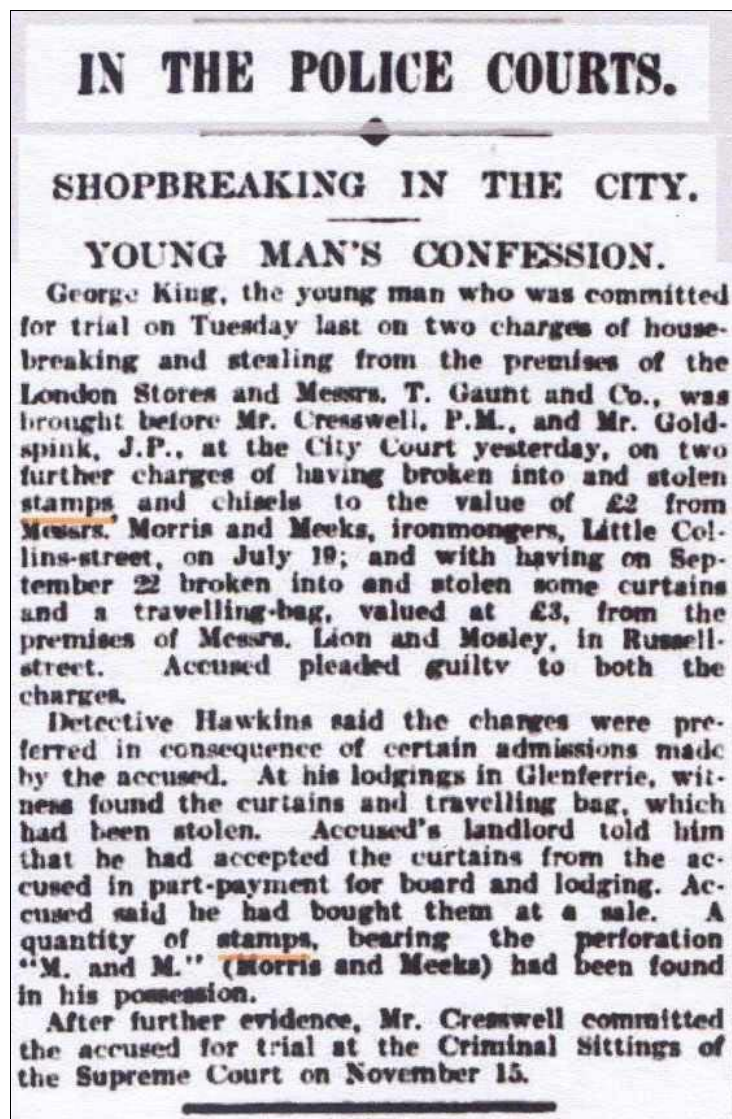 IN THE POLICE COURTS.
SHOPBREAKING IN THE CITY.
YOUNG MAN'S CONFESSION.
George King, the young man who was committed
for trial on Tuesday last on two charges of house-
breaking and stealing from the premises of the
London Stores and Messrs. T. Gaunt and Co., was
brought before Mr. Cresswell, P.M., and Mr. Gold-
spink, J.P., at the City Court yesterday, on two
further charges of having broken into and stolen
stamps and chisels to the value of £2 from
Messrs. Morris and Meeks, ironmongers, Little Col-
lins-street, on July 19; and with having on Sep-
tember 22 broken into and stolen some curtains
and a travelling-bag, valued at £3, from the
premises of Messrs. Lion and Mosley, in Russell-
street. Accused pleaded guilty to both the
charges.
Detective Hawkins said the charges were pre-
ferred in consequence of certain admissions made
by the accused. At his lodgings in Glenferrie, wit-
ness found the curtains and travelling bag, which
had been stolen. Accused's landlord told him
that he had accepted the curtains from the ac-
cused in part-payment for board and lodging. Ac-
cused said he had bought them at a sale. A
quantity of stamps, bearing the perforation
"M. and M." (Morris and Meeks) had been found
in his possession.
After further evidence, Mr. Cresswell committed
the accused for trial at the Criminal Sittings of
the Supreme Court on November 15.